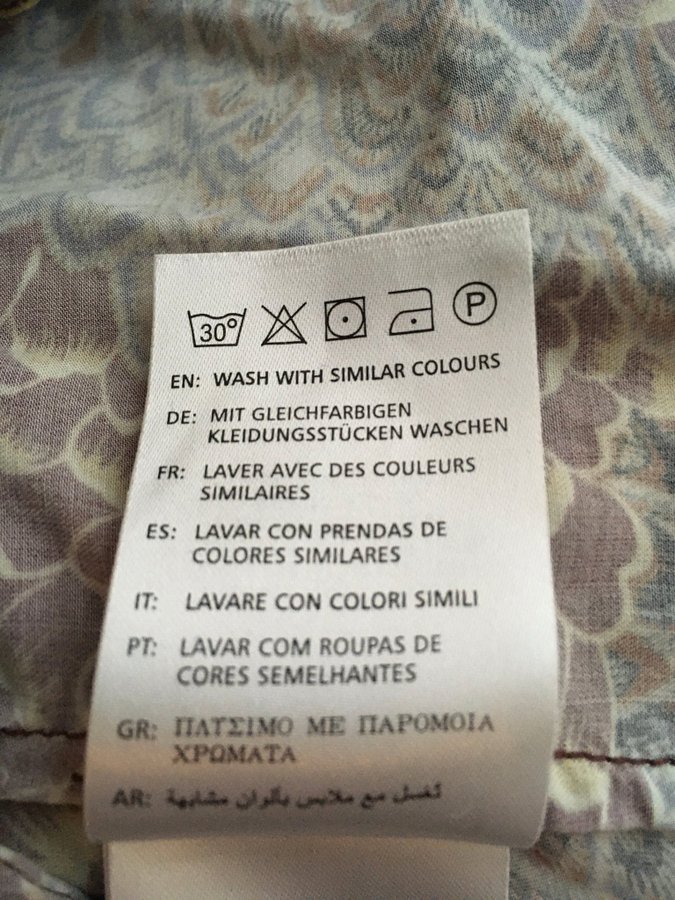 30°
P
EN: WASH WITH SIMILAR COLOURS
DE: MIT GLEICHFARBIGEN
KLEIDUNGSSTÜCKEN WASCHEN
FR: LAVER AVEC DES COULEURS
SIMILAIRES
ES: LAVAR CON PRENDAS DE
COLORES SIMILARES
IT: LAVARE CON COLORI SIMILI
PT: LAVAR COM ROUPAS DE
CORES SEMELHANTES
GR: ΠΑΤΣΙΜΟ ΜΕ ΠΑΡΟΜΟΙΑ
ΧΡΩΜΑΤΑ
AR: تغسل مع ملابس بألوان مشابهة